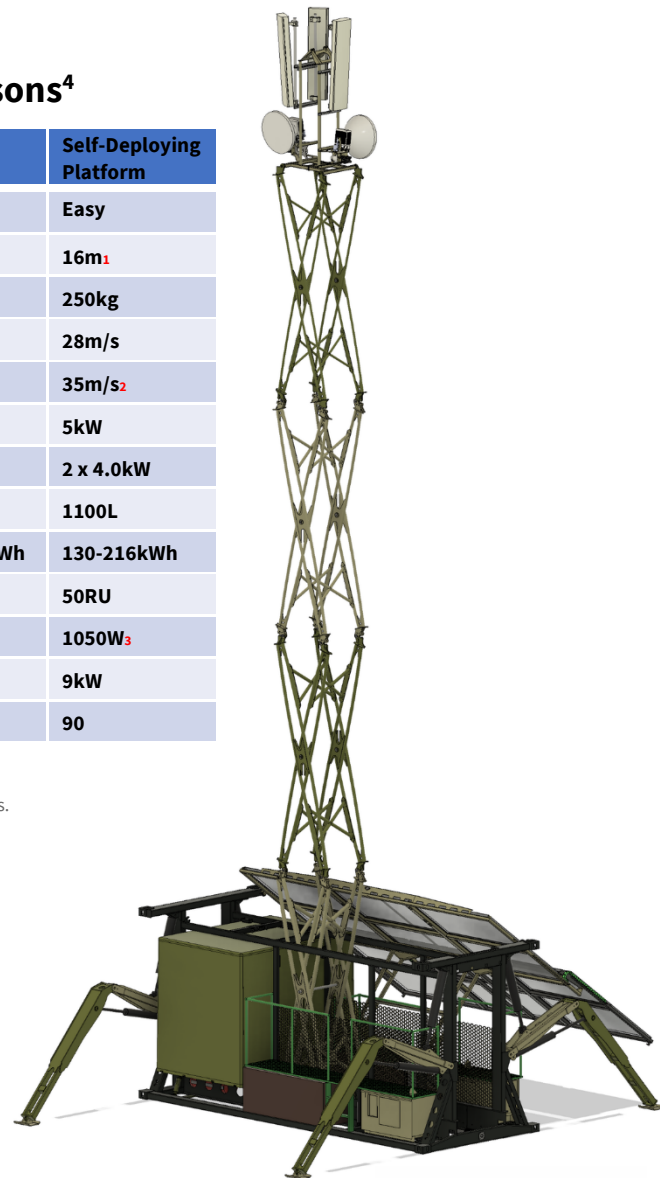 sons⁴
Self-Deploying
Platform
Easy
16m1
250kg
28m/s
35m/s2
5kW
2 x 4.0kW
1100L
Wh 130-216kWh
50RU
1050W3
9kW
90
s.